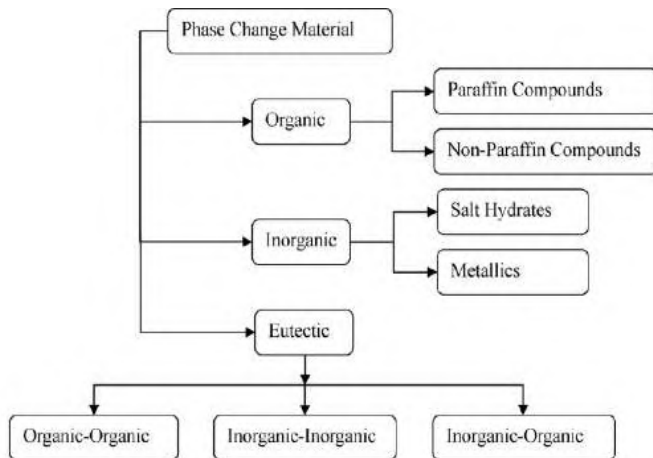 Phase Change Material
Paraffin Compounds
Organic
Non-Paraffin Compounds
Salt Hydrates
Inorganic
Metallics
Eutectic
Organic-Organic
Inorganic-Inorganic
Inorganic-Organic